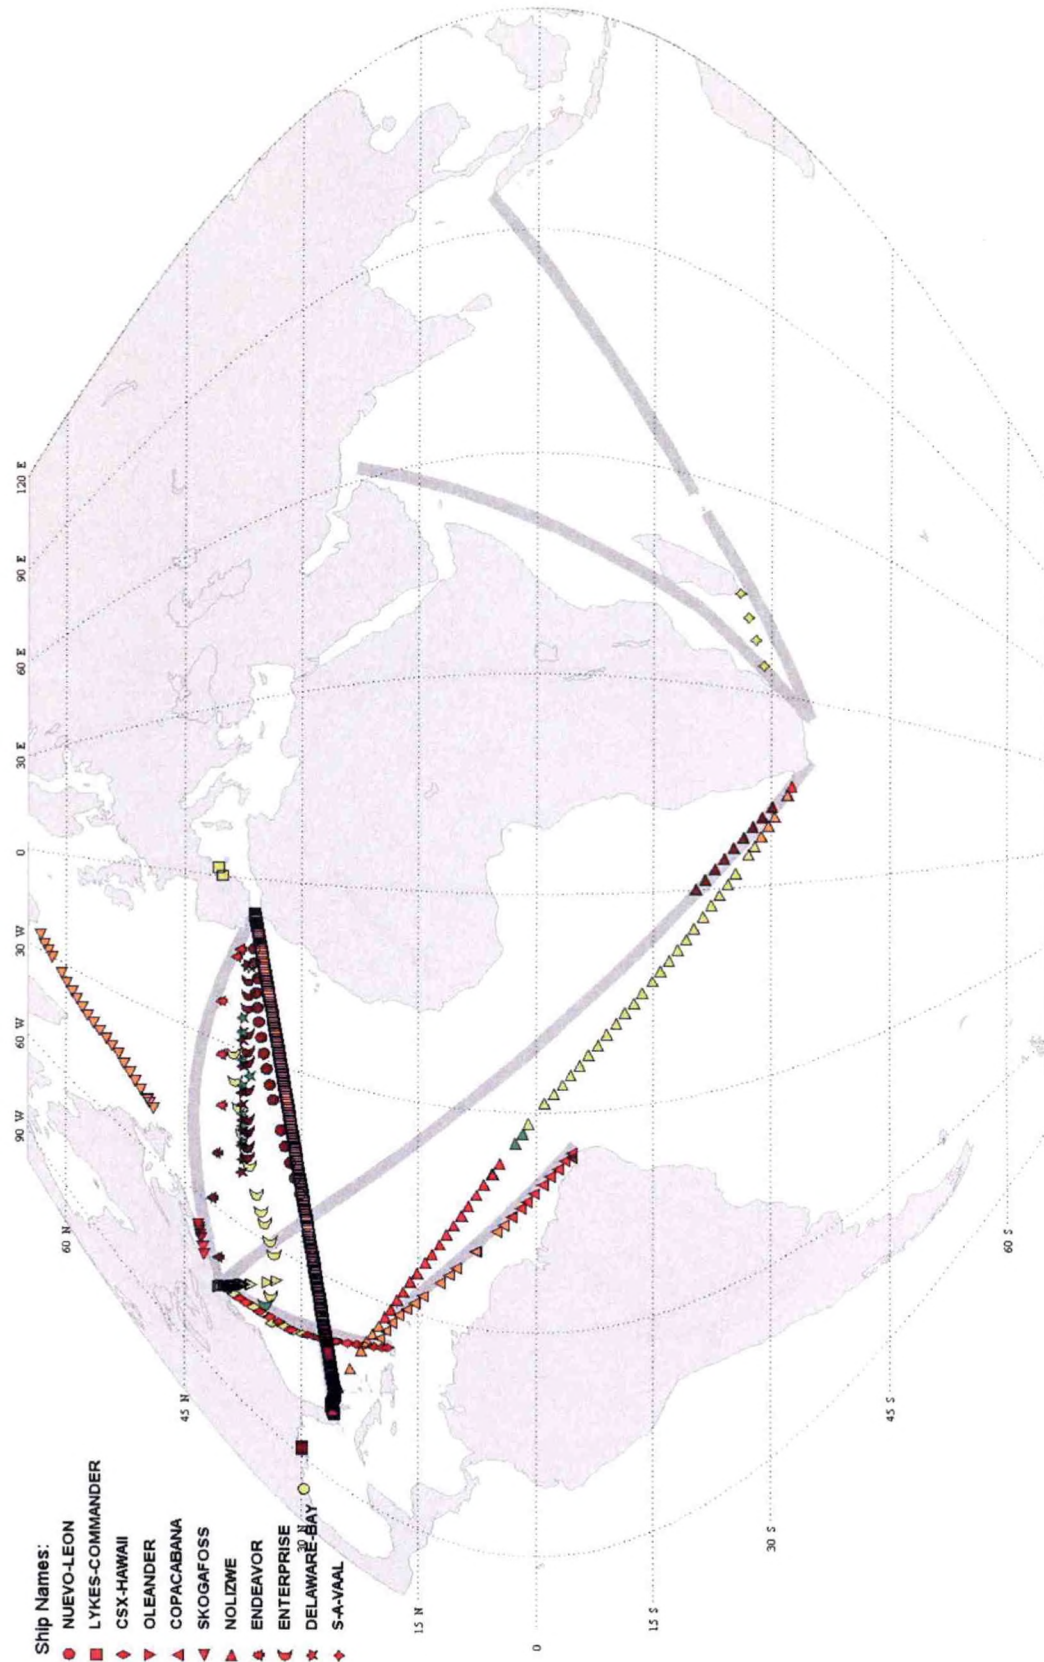 Ship Names:
NUEVO-LEON
LYKES-COMMANDER
CSX-HAWAII
OLEANDER
COPACABANA
SKOGAFOSS
NOLIZWE
ENDEAVOR
ENTERPRISE
DELAWARE-BAY
S-A-VAAL
90 W
60 W
30 W
0
30 E
60 E
90 E
120 E
60 N
45 N
30 N
15 N
0
15 S
30 S
45 S
60 S